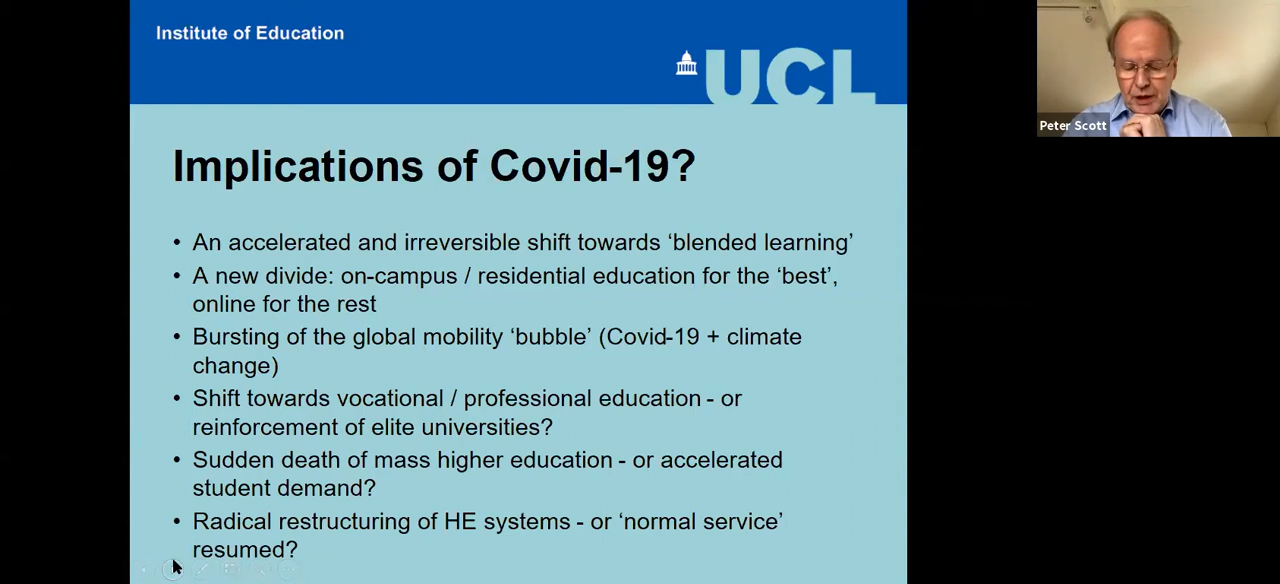 Institute of Education
UCL
Peter Scott
Implications of Covid-19?
• An accelerated and irreversible shift towards ‘blended learning’
• A new divide: on-campus / residential education for the ‘best’,
online for the rest
• Bursting of the global mobility ‘bubble’ (Covid-19 + climate
change)
• Shift towards vocational / professional education - or
reinforcement of elite universities?
• Sudden death of mass higher education - or accelerated
student demand?
• Radical restructuring of HE systems - or ‘normal service’
resumed?